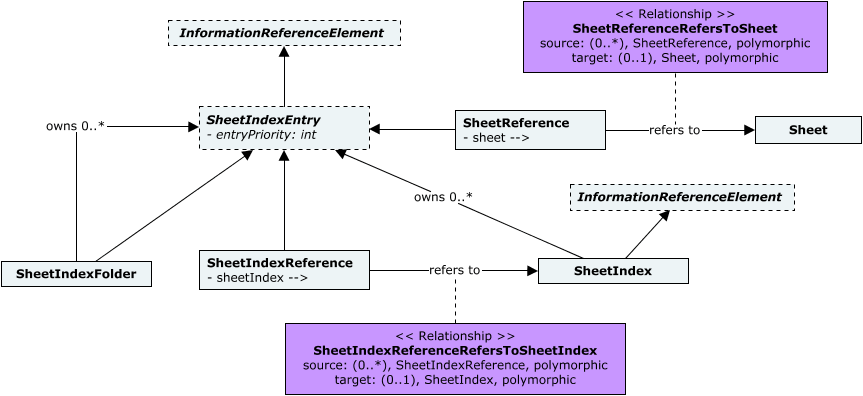 << Relationship >>
SheetReferenceRefersToSheet
source: (0..*), SheetReference, polymorphic
target: (0..1), Sheet, polymorphic
InformationReferenceElement
SheetIndexEntry
- entryPriority: int
owns 0..*
SheetReference
- sheet -->
refers to
Sheet
owns 0..*
InformationReferenceElement
SheetIndexFolder
SheetIndexReference
- sheetIndex -->
refers to
SheetIndex
<< Relationship >>
SheetIndexReferenceRefersToSheetIndex
source: (0..*), SheetIndexReference, polymorphic
target: (0..1), SheetIndex, polymorphic